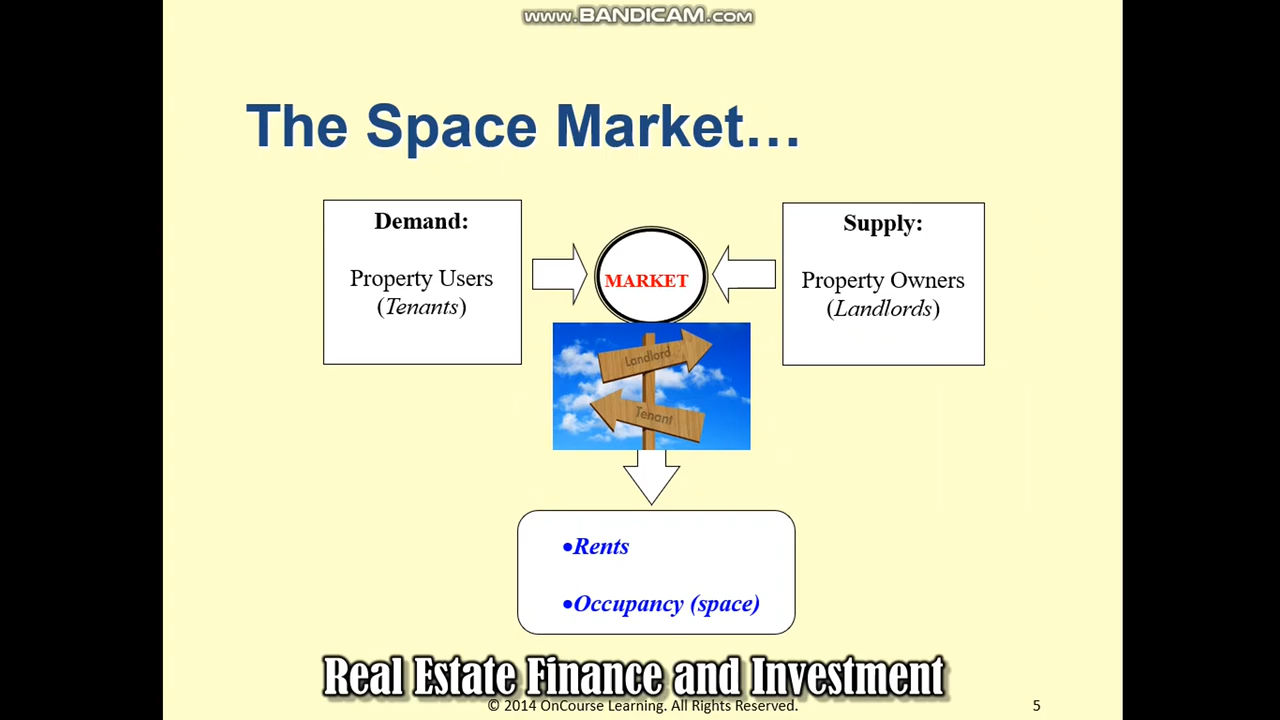 www.BANDICAM.com
The Space Market…
Demand:
Property Users
(Tenants)
MARKET
Supply:
Property Owners
(Landlords)
Landlord
Tenant
•Rents
•Occupancy (space)
Real Estate Finance and Investment
© 2014 OnCourse Learning. All Rights Reserved.
5